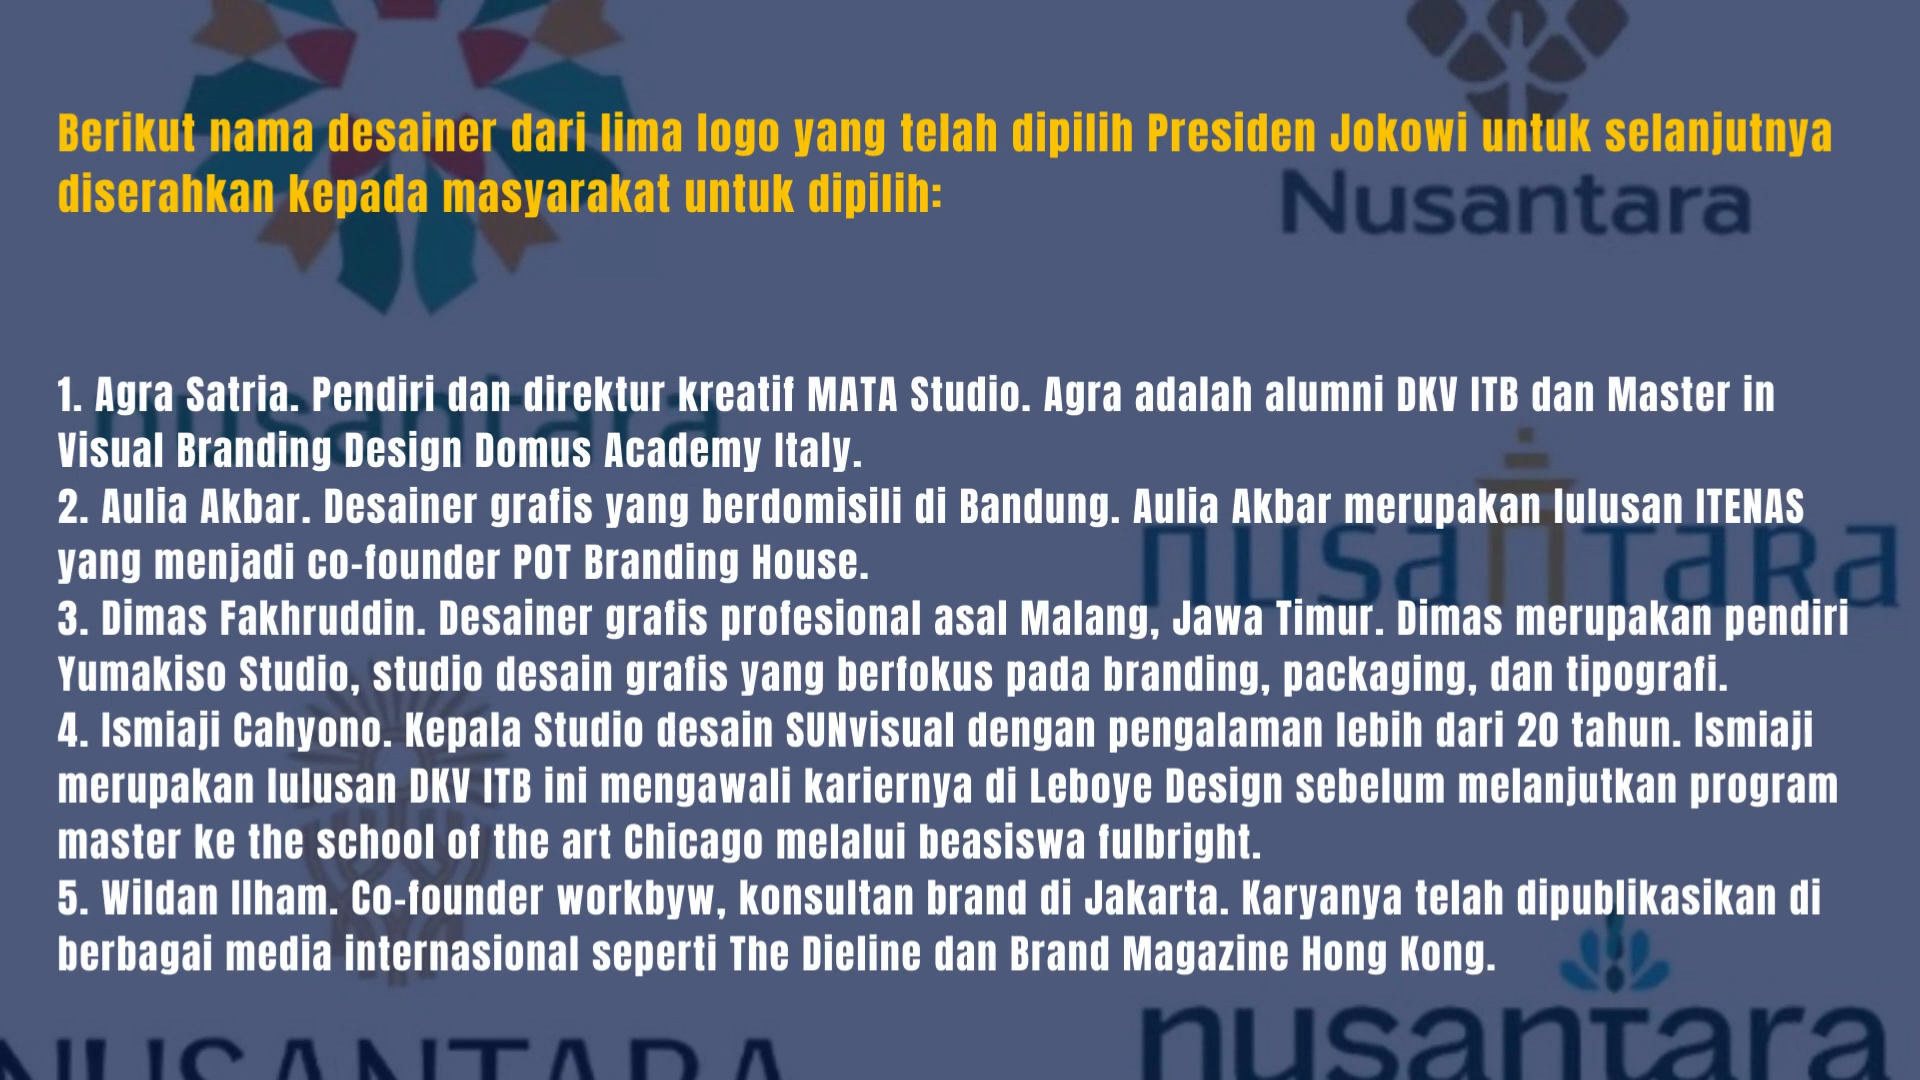 Berikut nama desainer dari lima logo yang telah dipilih Presiden Jokowi untuk selanjutnya
diserahkan kepada masyarakat untuk dipilih:
Nusantara
1. Agra Satria. Pendiri dan direktur kreatif MATA Studio. Agra adalah alumni DKV ITB dan Master in
Visual Branding Design Domus Academy Italy.
nusantara
2. Aulia Akbar. Desainer grafis yang berdomisili di Bandung. Aulia Akbar merupakan lulusan ITENAS
yang menjadi co-founder POT Branding House.
nusanTaRa
3. Dimas Fakhruddin. Desainer grafis profesional asal Malang, Jawa Timur. Dimas merupakan pendiri
Yumakiso Studio, studio desain grafis yang berfokus pada branding, packaging, dan tipografi.
4. Ismiaji Cahyono. Kepala Studio desain SUNvisual dengan pengalaman lebih dari 20 tahun. Ismiaji
merupakan lulusan DKV ITB ini mengawali kariernya di Leboye Design sebelum melanjutkan program
master ke the school of the art Chicago melalui beasiswa fulbright.
5. Wildan Ilham. Co-founder workbyw, konsultan brand di Jakarta. Karyanya telah dipublikasikan di
berbagai media internasional seperti The Dieline dan Brand Magazine Hong Kong.
NUSANTARA
nusantara